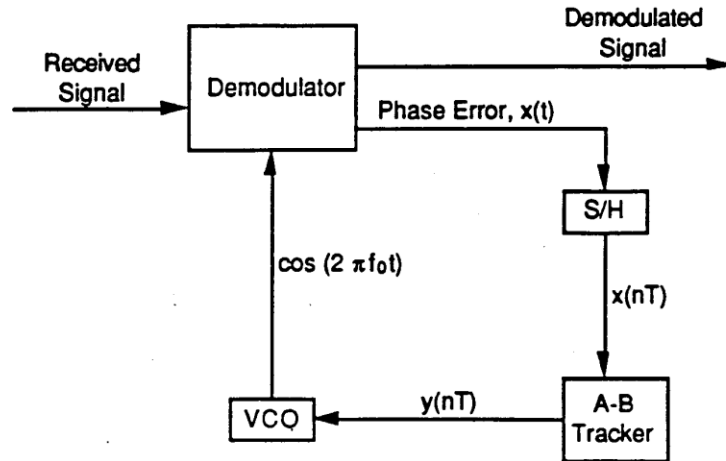 Demodulated
Signal
Received
Signal
Demodulator
Phase Error, x(t)
S/H
cos (2 πf₀t)
x(nT)
VCO
y(nT)
A-B
Tracker